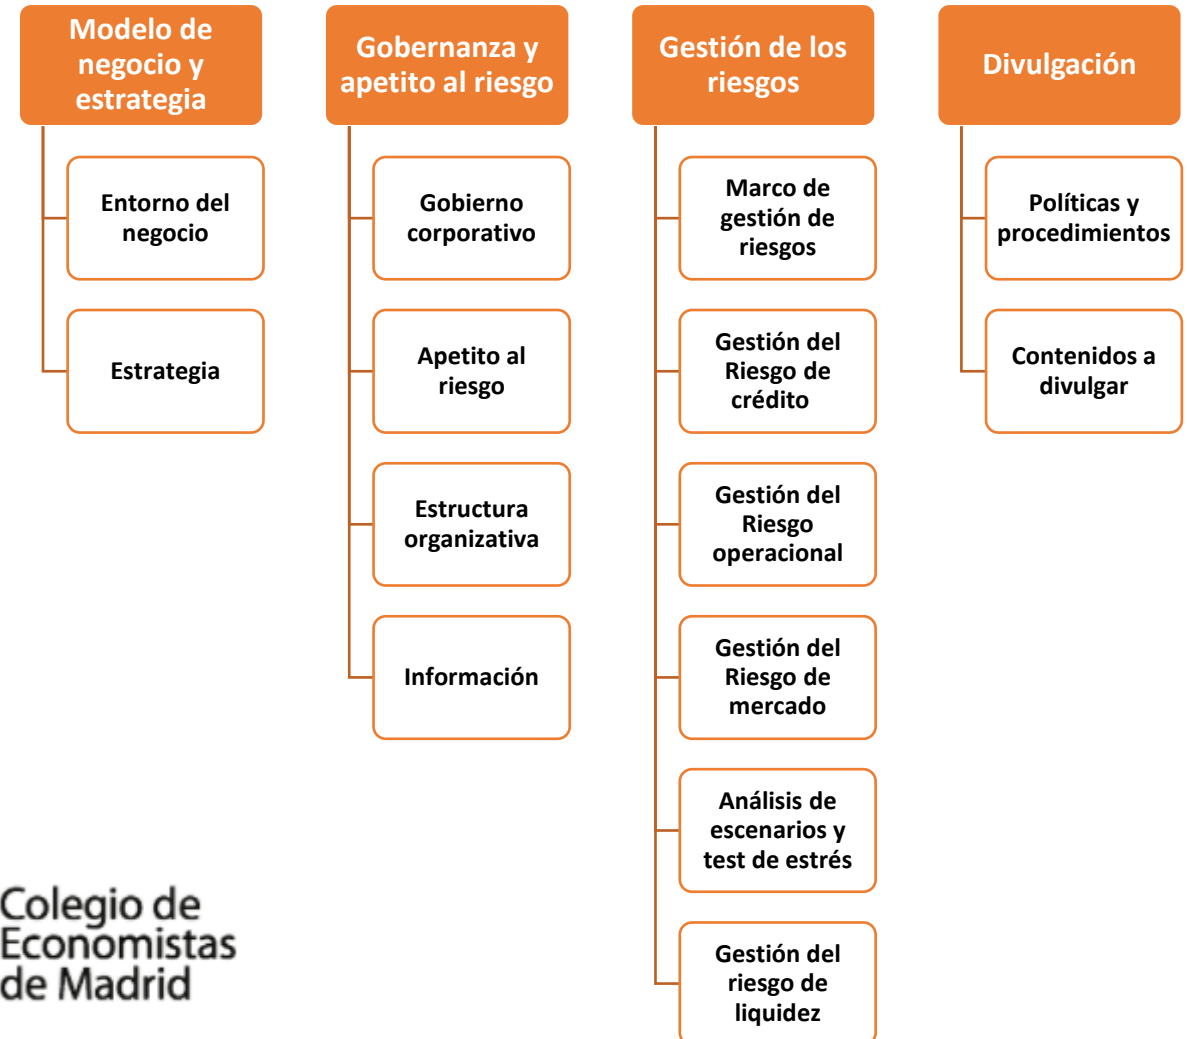 Modelo de
negocio y
estrategia
Entorno del
negocio
Estrategia
Gobernanza y
apetito al riesgo
Gobierno
corporativo
Apetito al
riesgo
Estructura
organizativa
Información
Gestión de los
riesgos
Marco de
gestión de
riesgos
Gestión del
Riesgo de
crédito
Gestión del
Riesgo
operacional
Gestión del
Riesgo de
mercado
Análisis de
escenarios y
test de estrés
Gestión del
riesgo de
liquidez
Divulgación
Políticas y
procedimientos
Contenidos a
divulgar
Colegio de
Economistas
de Madrid